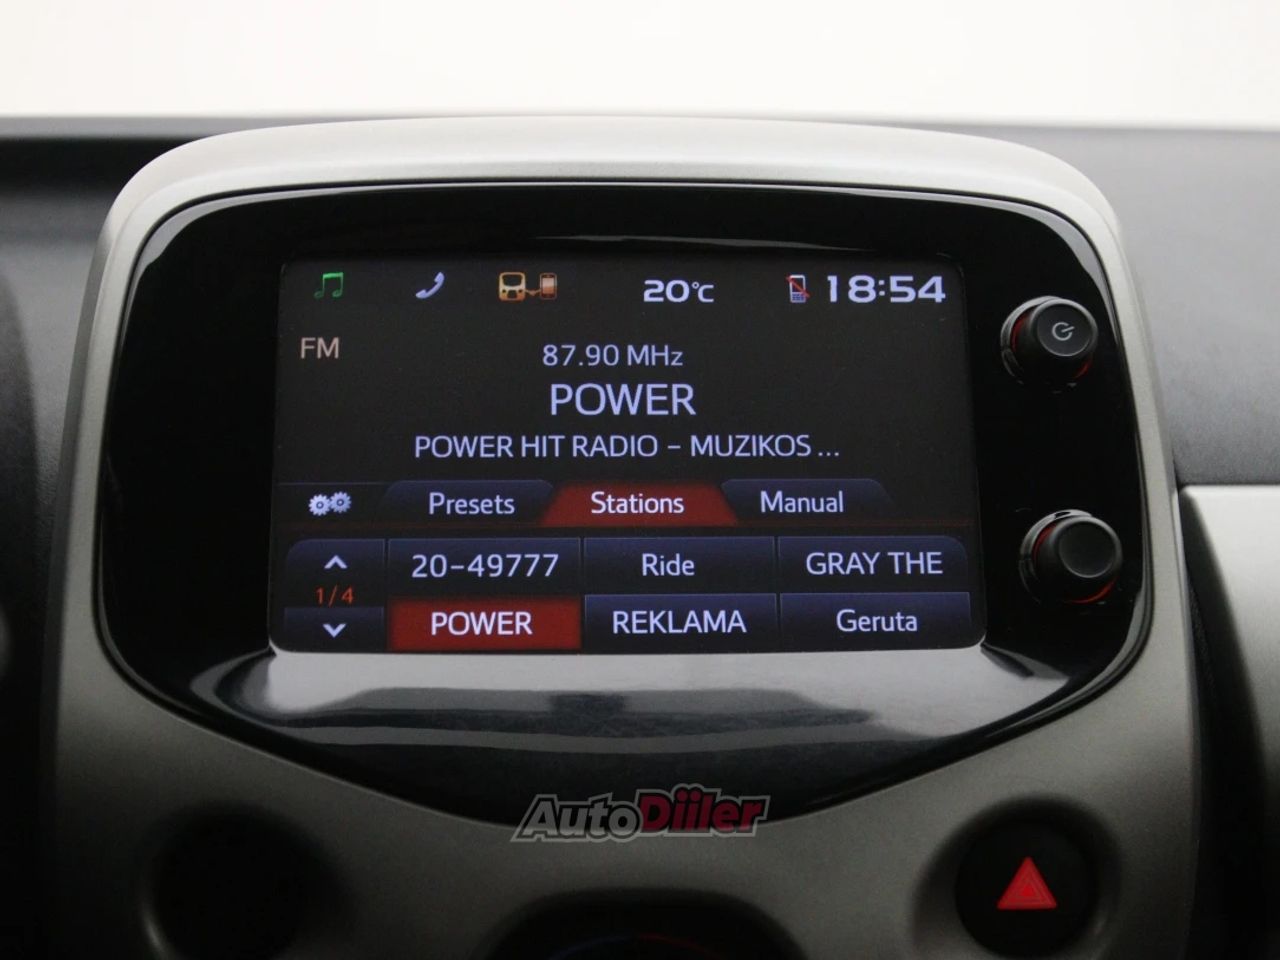 20°C 18:54
FM
87.90 MHz
POWER
POWER HIT RADIO - MUZIKOS ...
Presets Stations Manual
20-49777 Ride GRAY THE
1/4
POWER REKLAMA Geruta
AutoDiiler